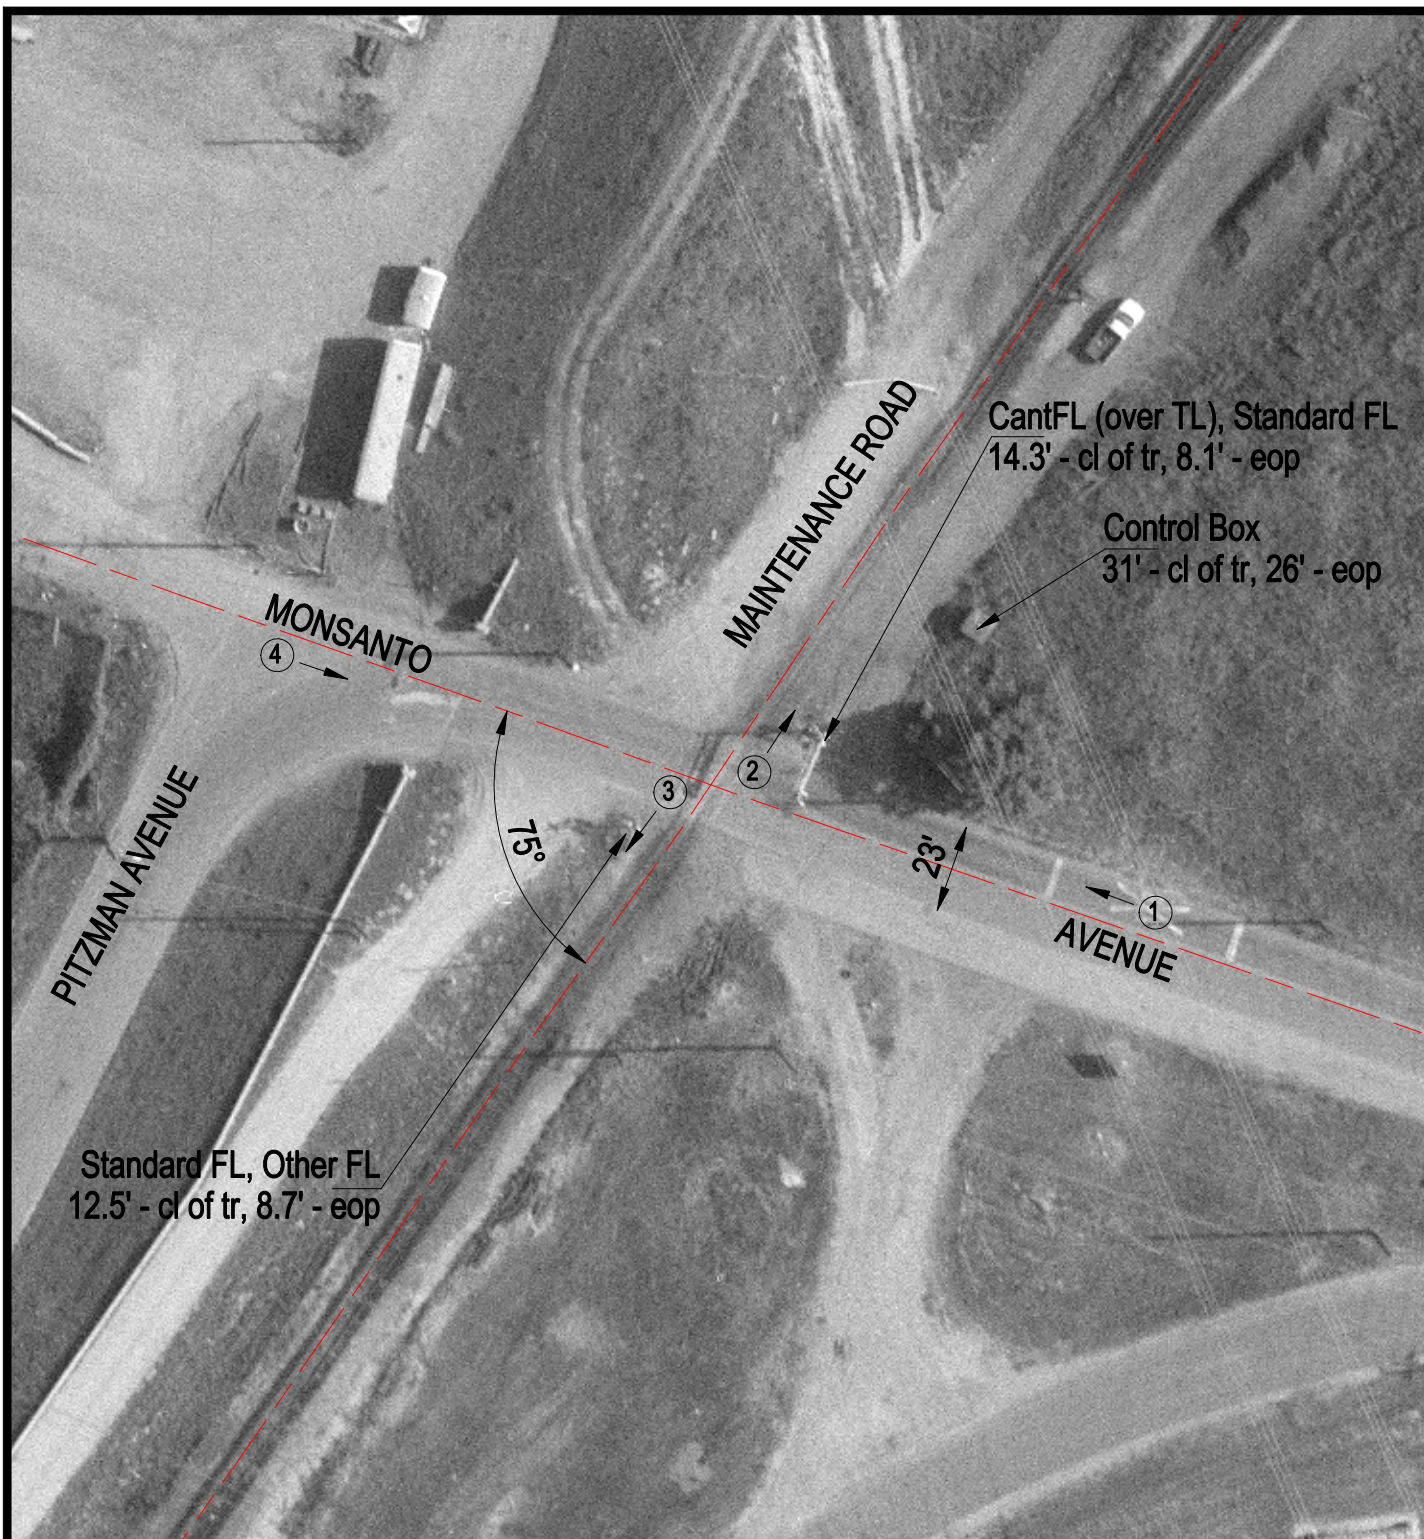 MAINTENANCE ROAD
CantFL (over TL), Standard FL
14.3' - cl of tr, 8.1' - eop
Control Box
31' - cl of tr, 26' - eop
MONSANTO
4
2
3
75°
23'
1
AVENUE
PITZMAN AVENUE
Standard FL, Other FL
12.5' - cl of tr, 8.7' - eop